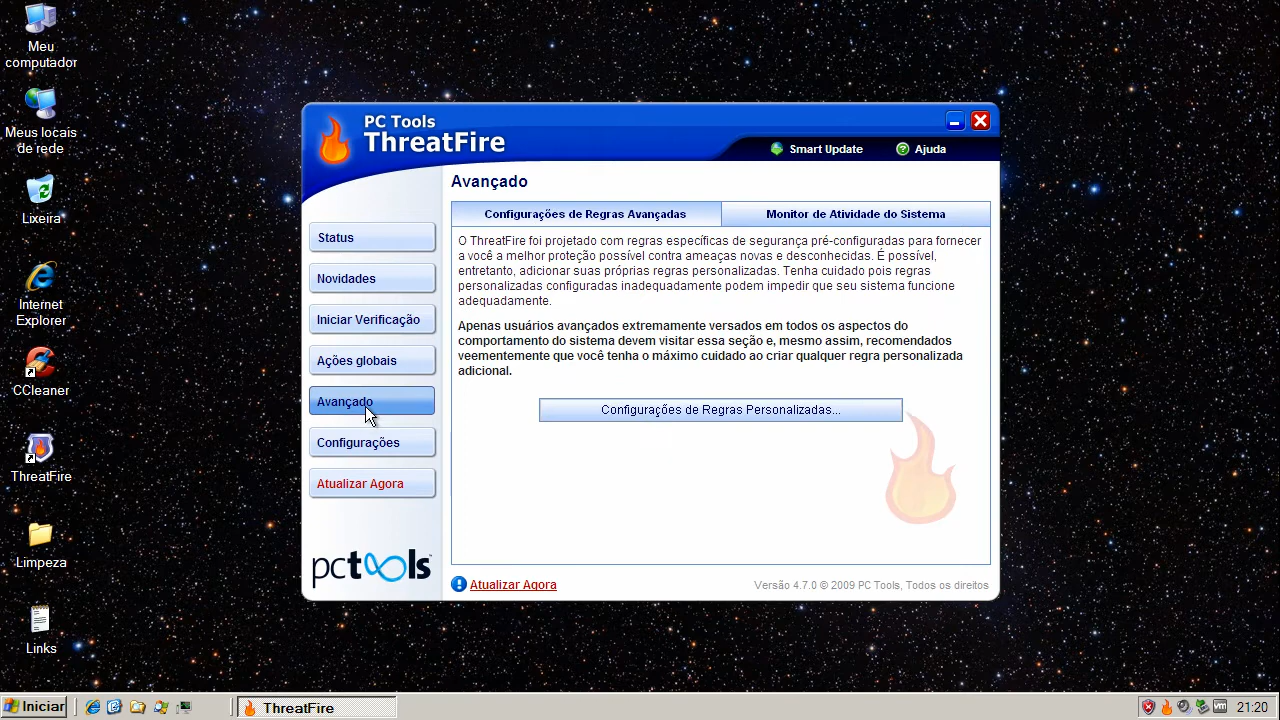 Meu
computador
Meus locais
de rede
Lixeira
Internet
Explorer
CCleaner
ThreatFire
Limpeza
Links
PC Tools
ThreatFire
Smart Update
Ajuda
Status
Novidades
Iniciar Verificação
Ações globais
Avançado
Configurações
Atualizar Agora
pctools™
Avançado
Configurações de Regras Avançadas
Monitor de Atividade do Sistema
O ThreatFire foi projetado com regras específicas de segurança pré-configuradas para fornecer
a você a melhor proteção possível contra ameaças novas e desconhecidas. É possível,
entretanto, adicionar suas próprias regras personalizadas. Tenha cuidado pois regras
personalizadas configuradas inadequadamente podem impedir que seu sistema funcione
adequadamente.
Apenas usuários avançados extremamente versados em todos os aspectos do
comportamento do sistema devem visitar essa seção e, mesmo assim, recomendados
veementemente que você tenha o máximo cuidado ao criar qualquer regra personalizada
adicional.
Configurações de Regras Personalizadas...
Atualizar Agora
Versão 4.7.0 © 2009 PC Tools, Todos os direitos
Iniciar
ThreatFire
vm
21:20